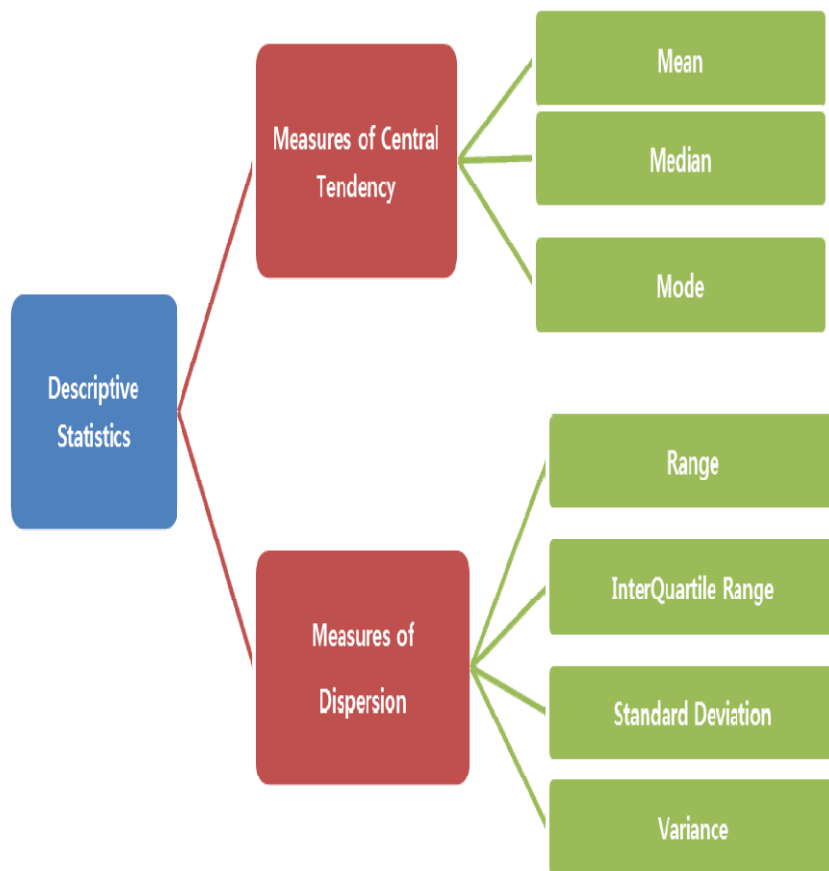 Descriptive
Statistics
Measures of Central
Tendency
Mean
Median
Mode
Measures of
Dispersion
Range
InterQuartile Range
Standard Deviation
Variance